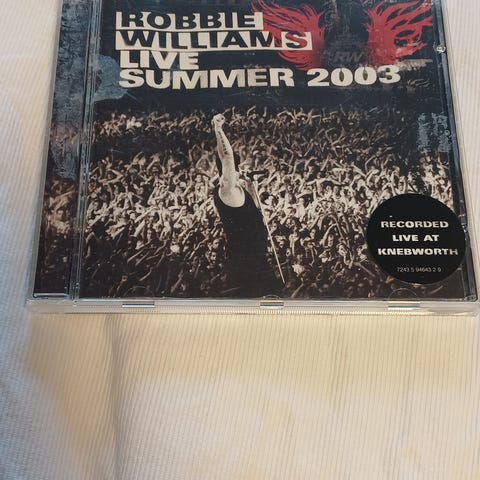 ROBBIE
WILLIAMS
LIVE
SUMMER 2003
RECORDED
LIVE AT
KNEBWORTH
7243 5 94643 2 9